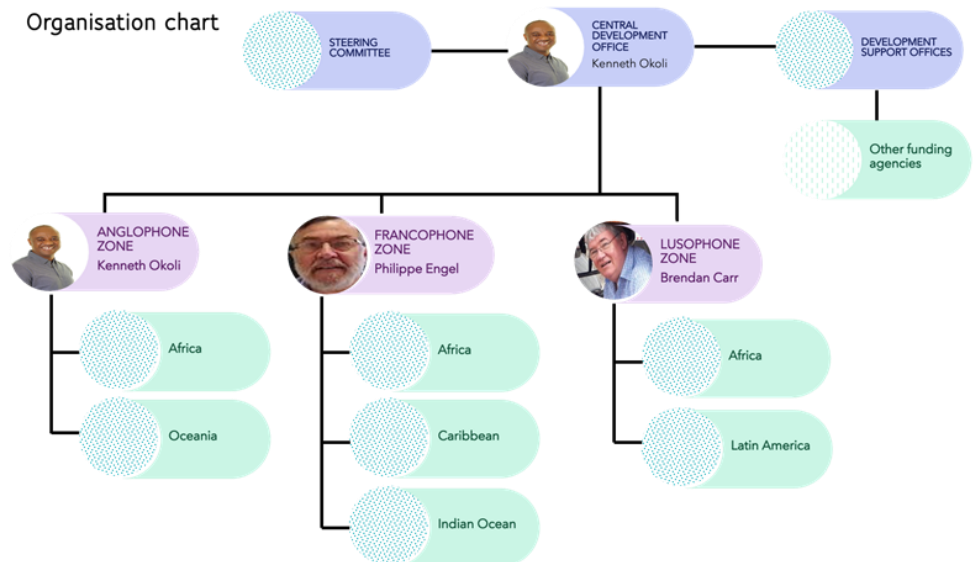 Organisation chart
STEERING
COMMITTEE
CENTRAL
DEVELOPMENT
OFFICE
Kenneth Okoli
DEVELOPMENT
SUPPORT OFFICES
Other funding
agencies
ANGLOPHONE
ZONE
Kenneth Okoli
FRANCOPHONE
ZONE
Philippe Engel
LUSOPHONE
ZONE
Brendan Carr
Africa
Oceania
Africa
Caribbean
Indian Ocean
Africa
Latin America